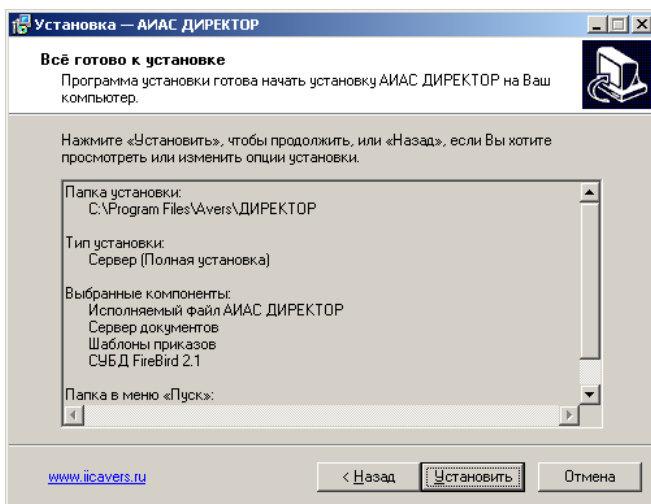 Установка — АИАС ДИРЕКТОР
Всё готово к установке
Программа установки готова начать установку АИАС ДИРЕКТОР на Ваш
компьютер.
Нажмите «Установить», чтобы продолжить, или «Назад», если Вы хотите
просмотреть или изменить опции установки.
Папка установки:
C:\Program Files\Avers\ДИРЕКТОР
Тип установки:
Сервер (Полная установка)
Выбранные компоненты:
Исполняемый файл АИАС ДИРЕКТОР
Сервер документов
Шаблоны приказов
СУБД FireBird 2.1
Папка в меню «Пуск»:
www.iicavers.ru
< Назад
Установить
Отмена